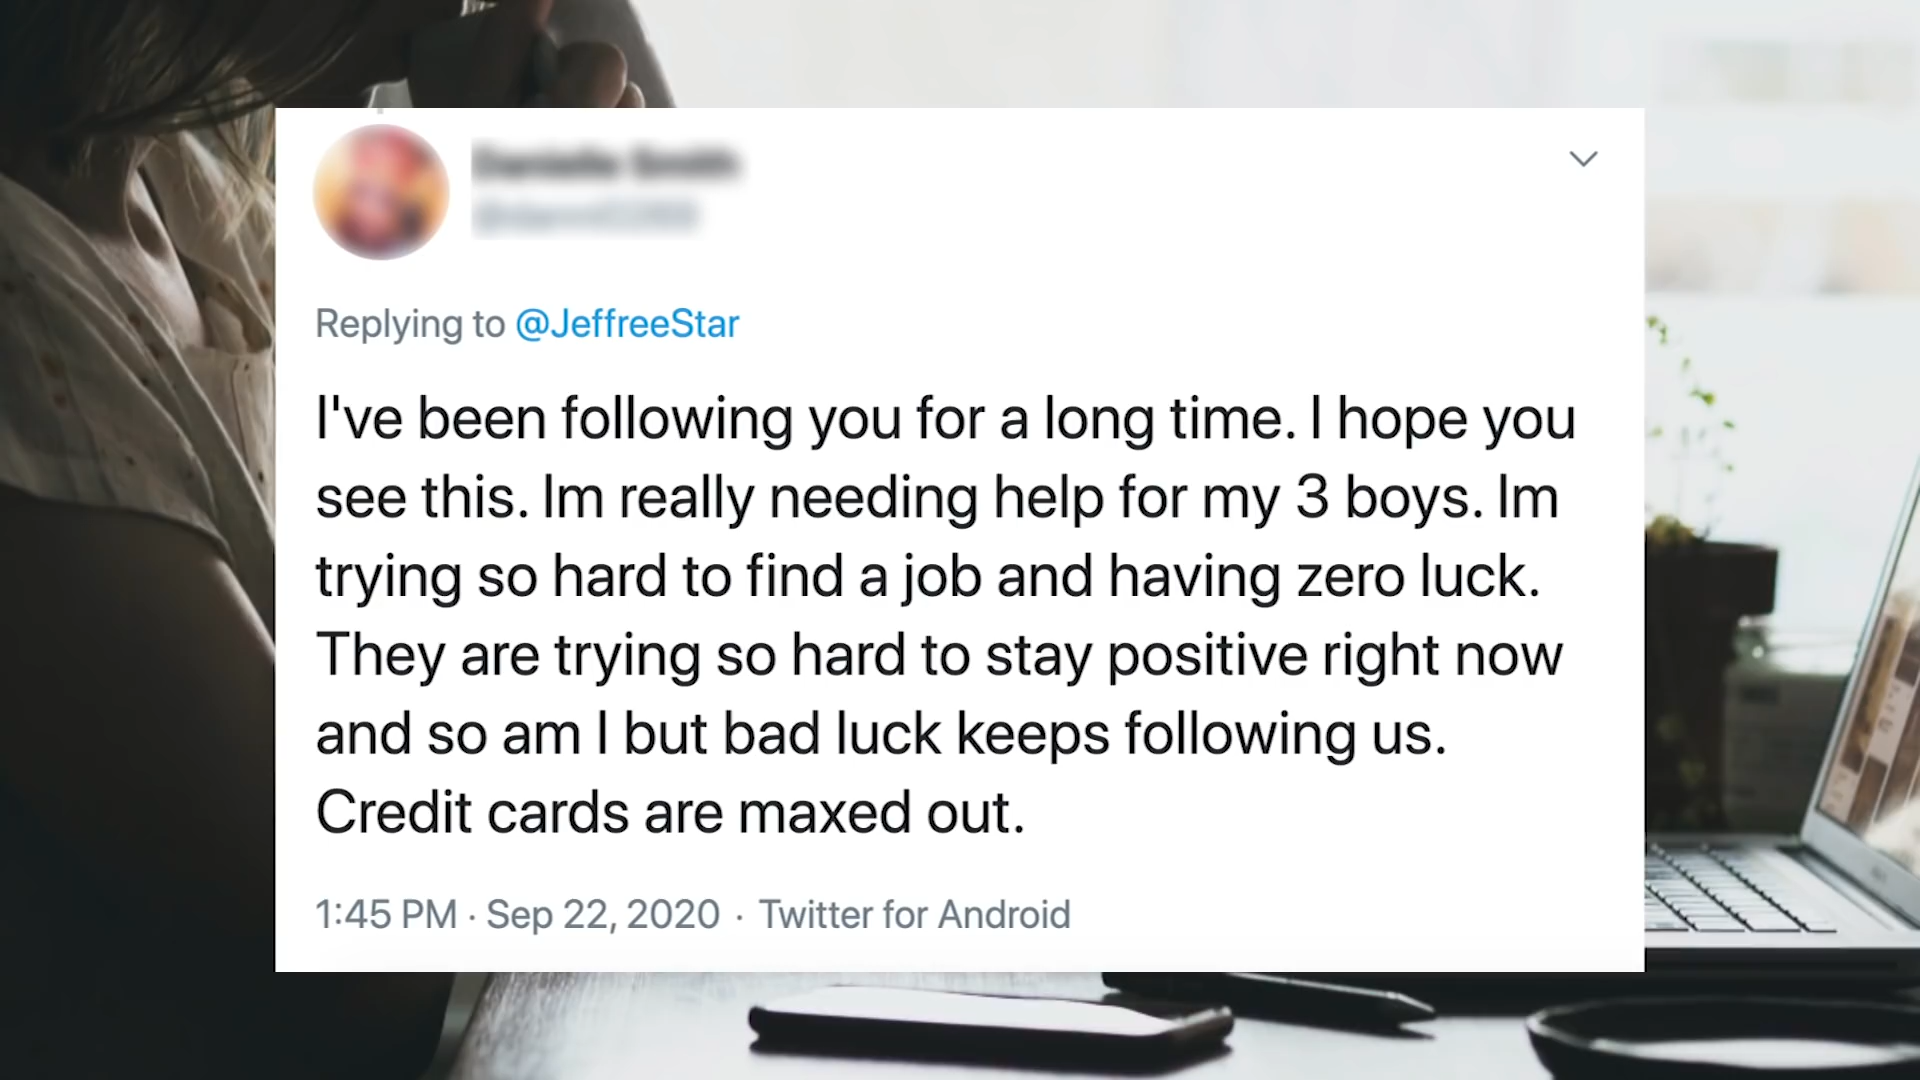 Replying to @JeffreeStar
I've been following you for a long time. I hope you
see this. Im really needing help for my 3 boys. Im
trying so hard to find a job and having zero luck.
They are trying so hard to stay positive right now
and so am I but bad luck keeps following us.
Credit cards are maxed out.
1:45 PM · Sep 22, 2020 · Twitter for Android